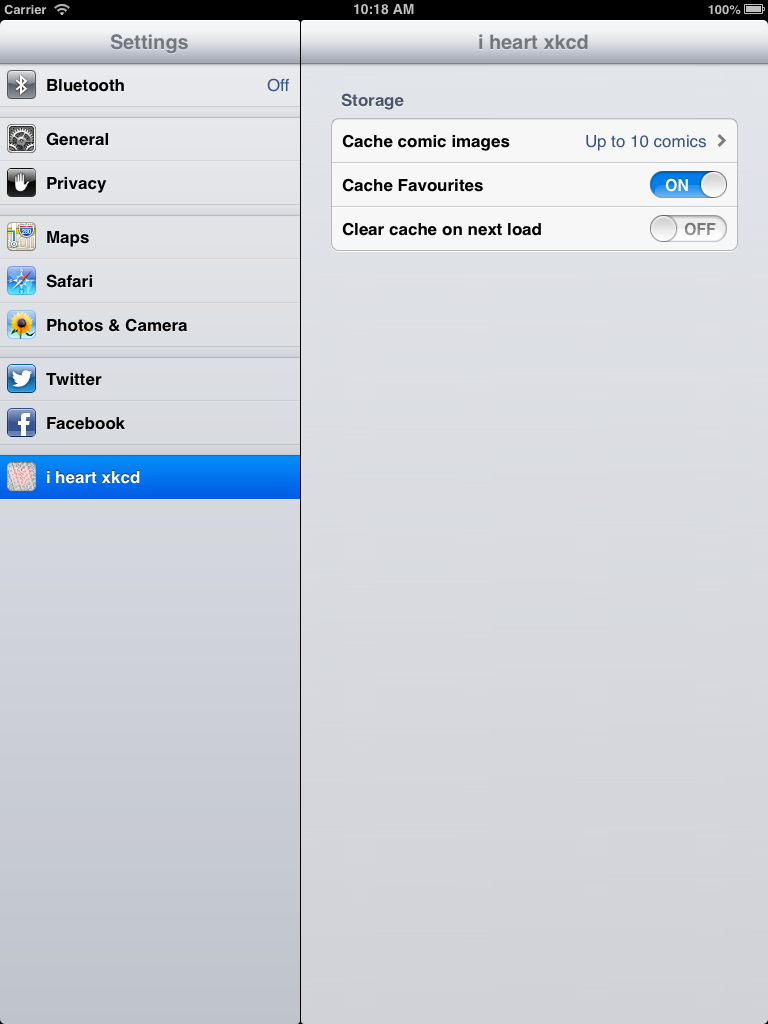 Carrier 10:18 AM 100%
Settings
Bluetooth Off
General
Privacy
Maps
Safari
Photos & Camera
Twitter
Facebook
i heart xkcd
i heart xkcd
Storage
Cache comic images Up to 10 comics
Cache Favourites ON
Clear cache on next load OFF